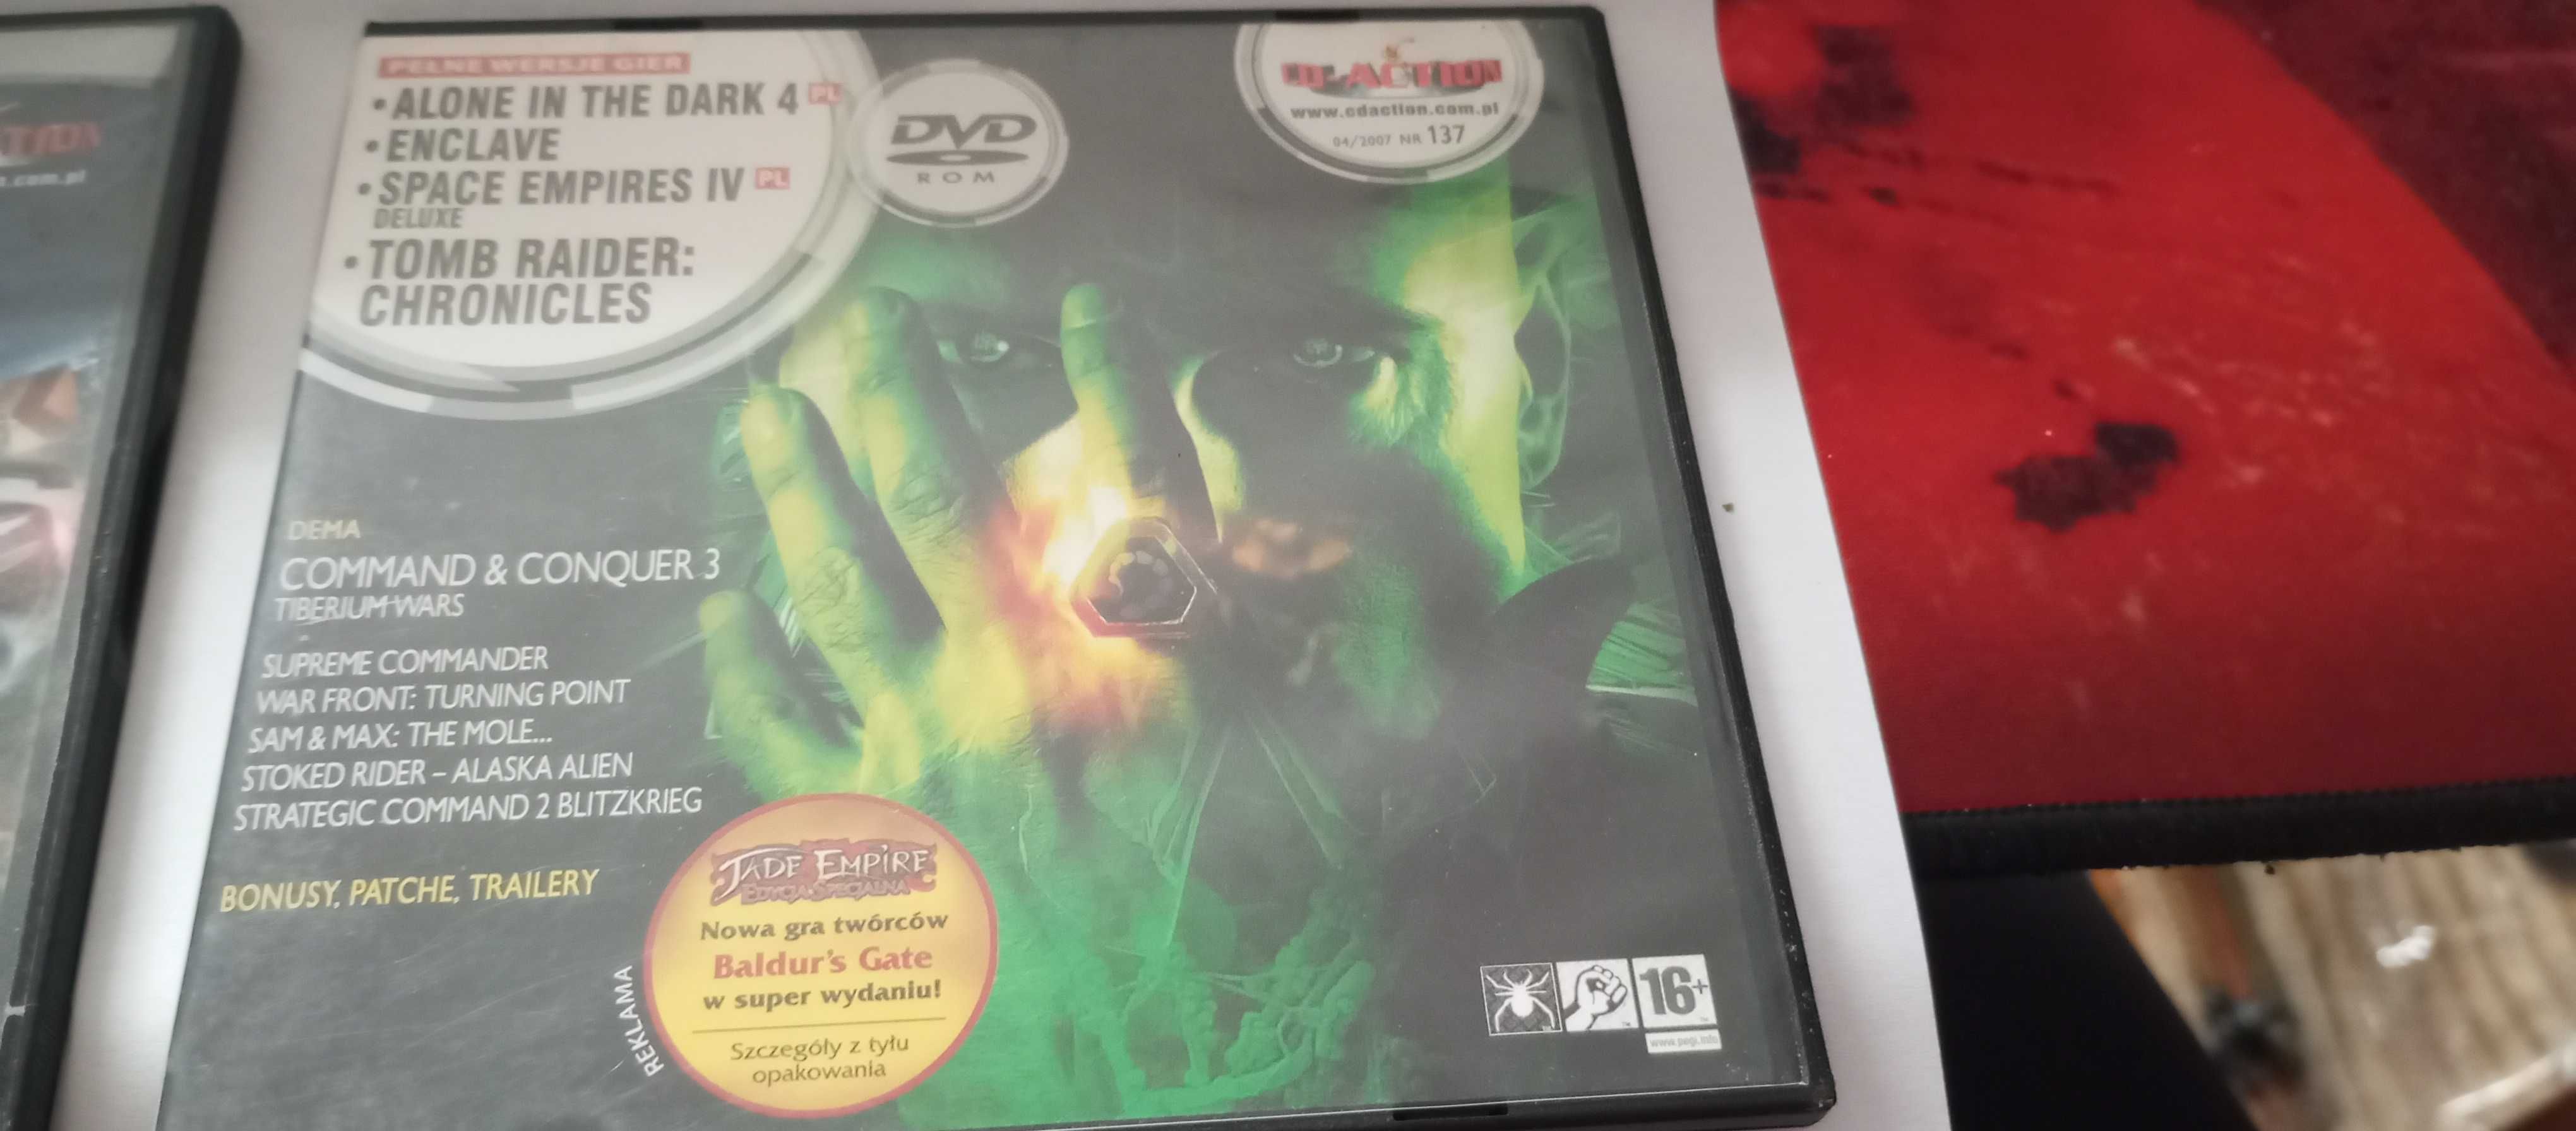 PEŁNE WERSJE GIER
• ALONE IN THE DARK 4 PL
• ENCLAVE
• SPACE EMPIRES IV PL
DELUXE
• TOMB RAIDER:
CHRONICLES
DVD
ROM
CD-ACTION
www.cdaction.com.pl
04/2007 NR 137
DEMA
COMMAND & CONQUER 3
TIBERIUM WARS
SUPREME COMMANDER
WAR FRONT: TURNING POINT
SAM & MAX: THE MOLE...
STOKED RIDER – ALASKA ALIEN
STRATEGIC COMMAND 2 BLITZKRIEG
BONUSY, PATCHE, TRAILERY
REKLAMA
JADE EMPIRE
EDYCJA SPECJALNA
Nowa gra twórców
Baldur's Gate
w super wydaniu!
Szczegóły z tyłu
opakowania
16+
www.pegi.info
.com.pl